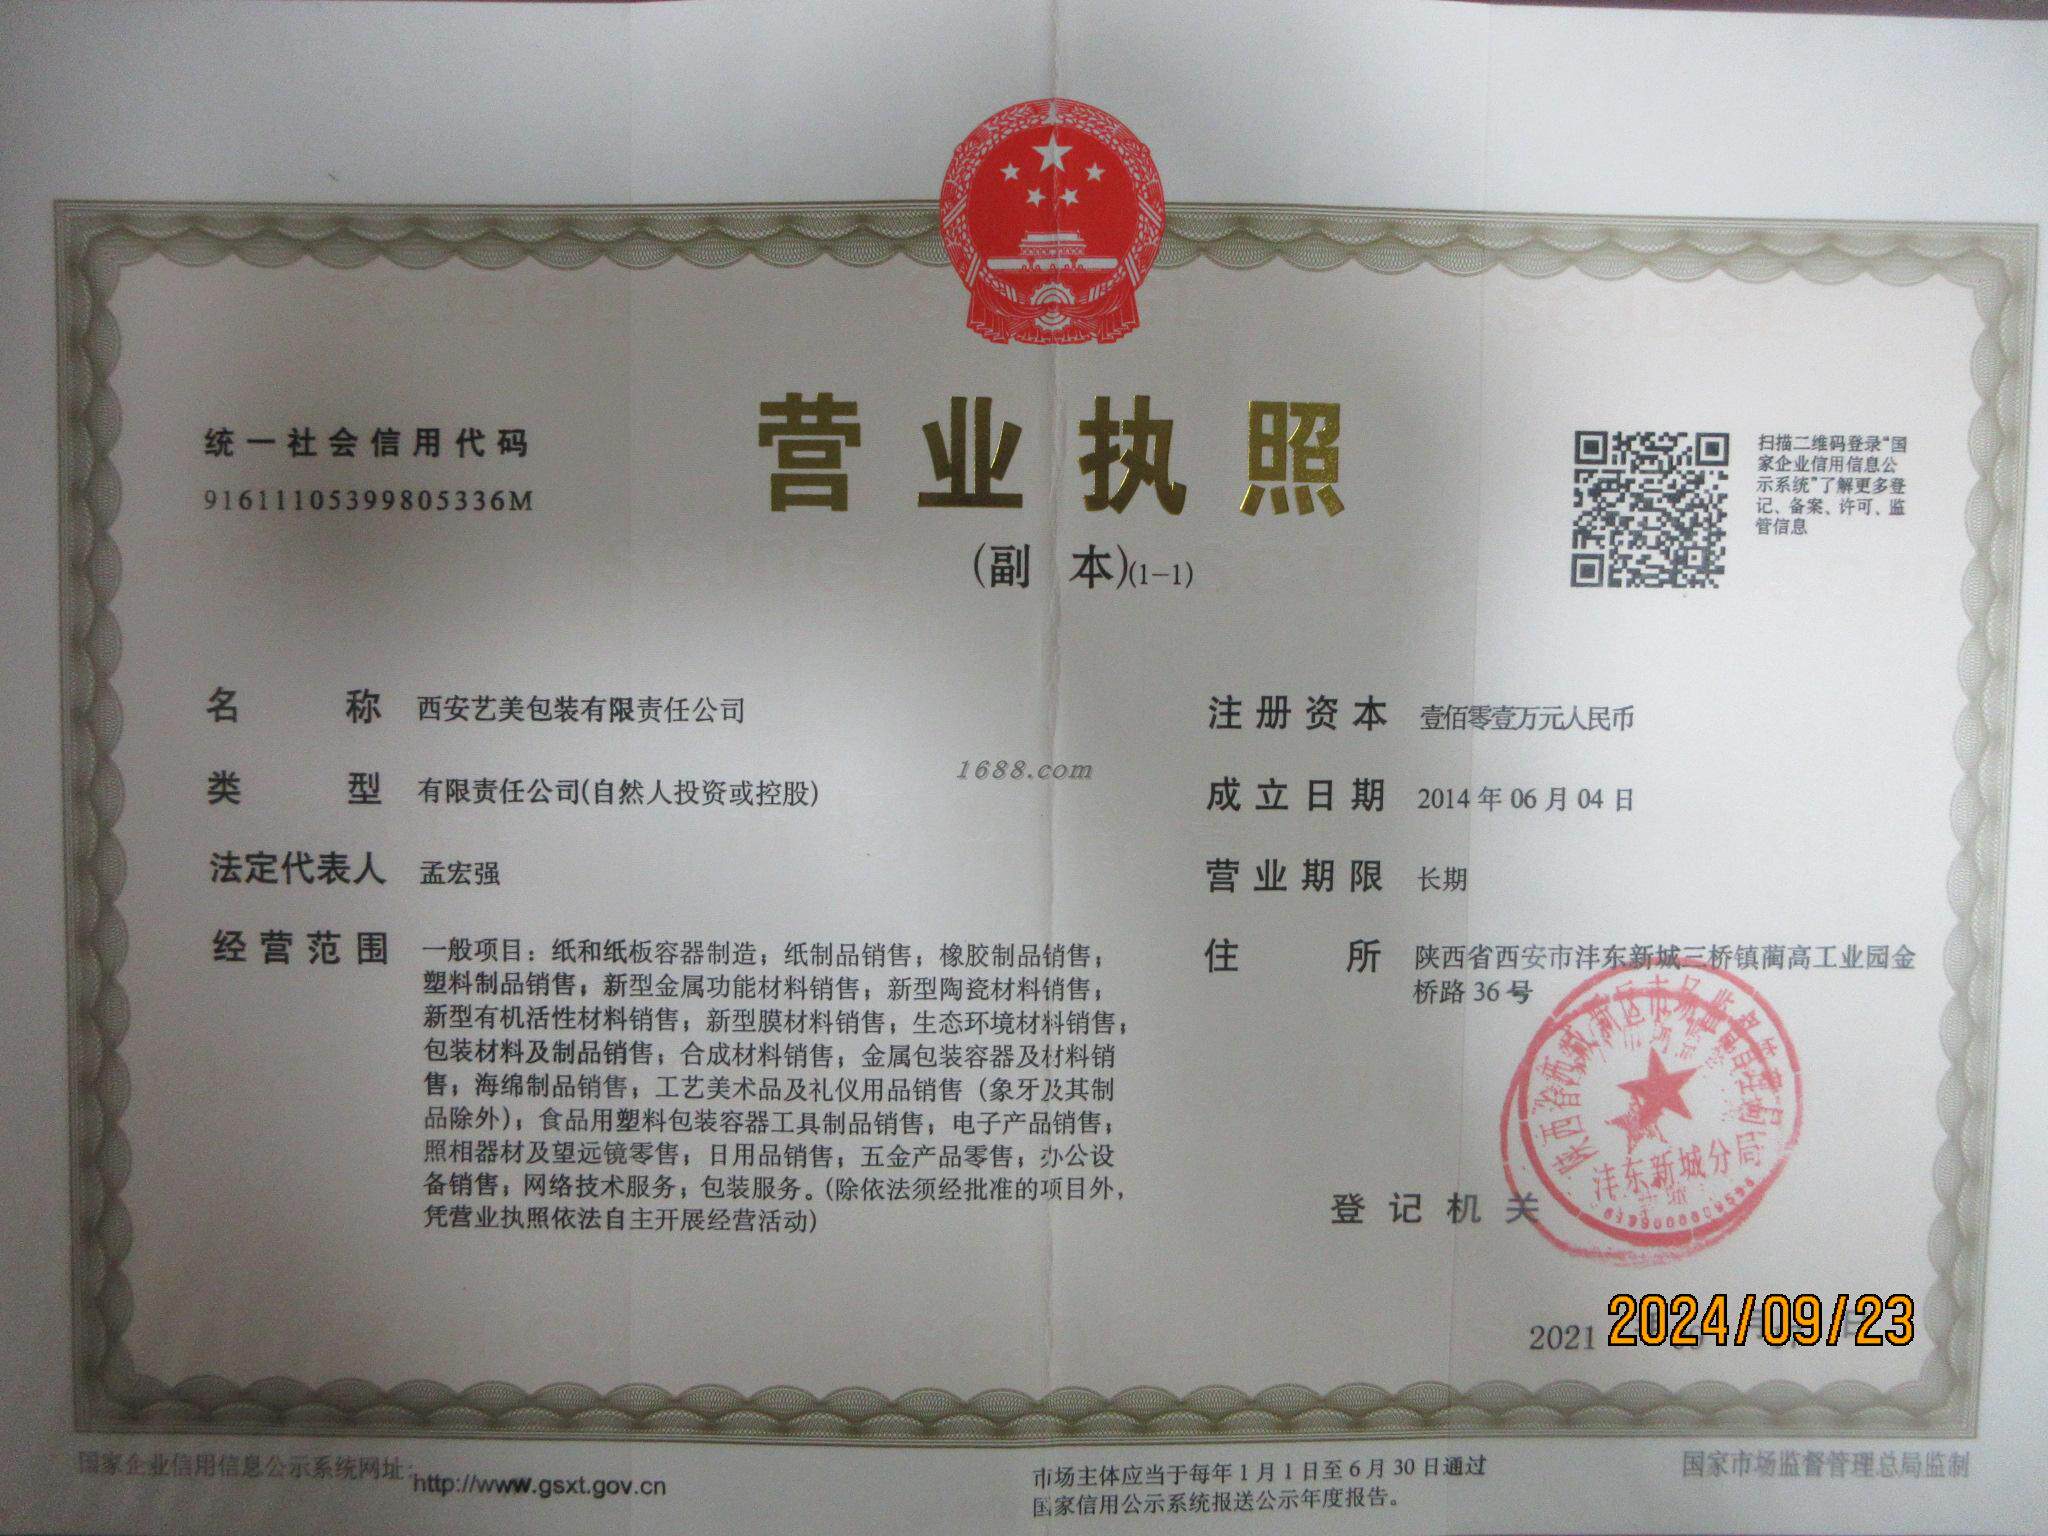 营业执照
(副 本)(1-1)
统一社会信用代码
91611105399805336M
扫描二维码登录"国
家企业信用信息公
示系统"了解更多登
记、备案、许可、监
管信息
名 称 西安艺美包装有限责任公司
类 型 有限责任公司(自然人投资或控股)
法定代表人 孟宏强
经营范围 一般项目：纸和纸板容器制造；纸制品销售；橡胶制品销售；
塑料制品销售；新型金属功能材料销售；新型陶瓷材料销售；
新型有机活性材料销售；新型膜材料销售；生态环境材料销售；
包装材料及制品销售；合成材料销售；金属包装容器及材料销
售；海绵制品销售；工艺美术品及礼仪用品销售（象牙及其制
品除外）；食品用塑料包装容器工具制品销售；电子产品销售；
照相器材及望远镜零售；日用品销售；五金产品零售；办公设
备销售；网络技术服务；包装服务。(除依法须经批准的项目外，
凭营业执照依法自主开展经营活动)
1688.com
注册资本 壹佰零壹万元人民币
成立日期 2014 年 06 月 04 日
营业期限 长期
住 所 陕西省西安市沣东新城三桥镇蔺高工业园金
桥路 36 号
沣东新城分局
登记机关
2021
2024/09/23
国家企业信用信息公示系统网址：http://www.gsxt.gov.cn
市场主体应当于每年 1 月 1 日至 6 月 30 日通过
国家信用公示系统报送公示年度报告。
国家市场监督管理总局监制